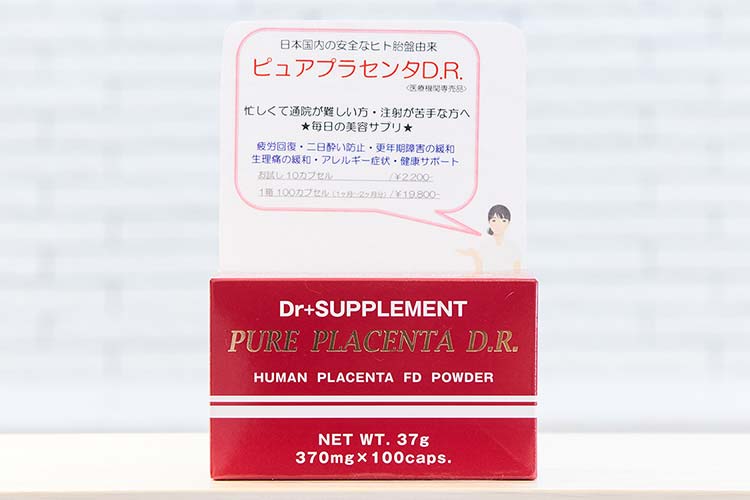 日本国内の安全なヒト胎盤由来
ピュアプラセンタD.R.
<医療機関専売品>
忙しくて通院が難しい方・注射が苦手な方へ
★毎日の美容サプリ★
疲労回復・二日酔い防止・更年期障害の緩和
生理痛の緩和・アレルギー症状・健康サポート
お試し10カプセル /¥2,200-
1箱 100カプセル(1ヶ月~2ヶ月分) /¥19,800-
Dr+SUPPLEMENT
PURE PLACENTA D.R.
HUMAN PLACENTA FD POWDER
NET WT. 37g
370mg×100caps.